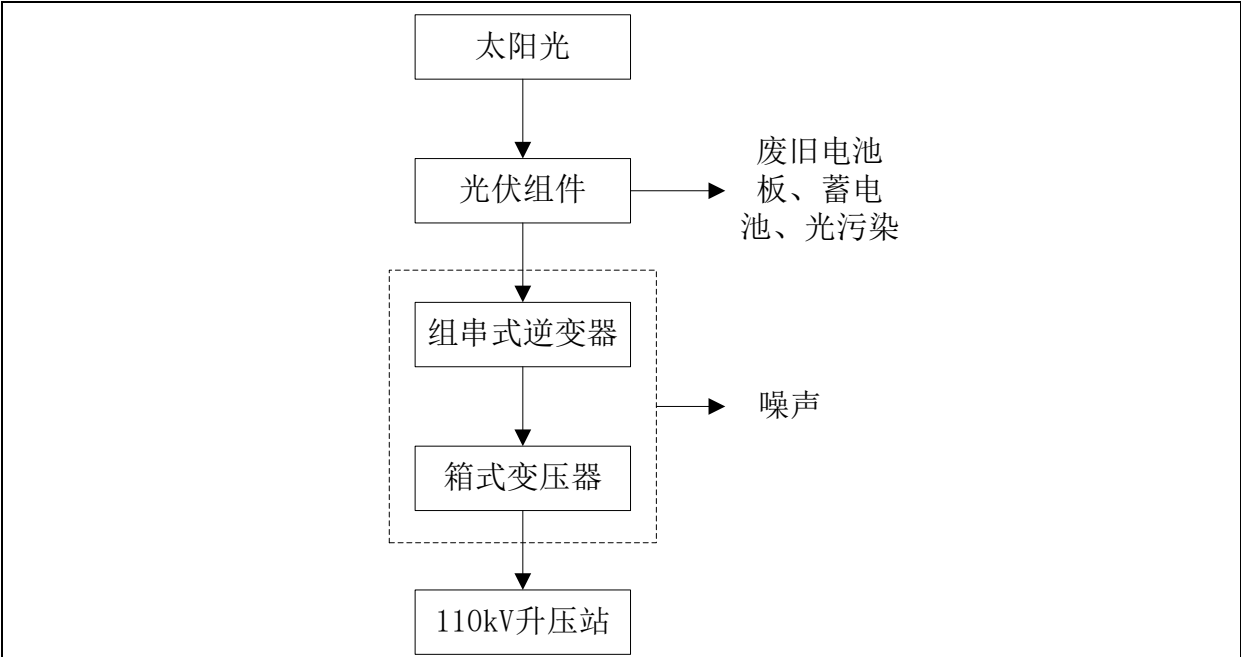 太阳光
光伏组件
废旧电池
板、蓄电
池、光污染
组串式逆变器
噪声
箱式变压器
110kV升压站